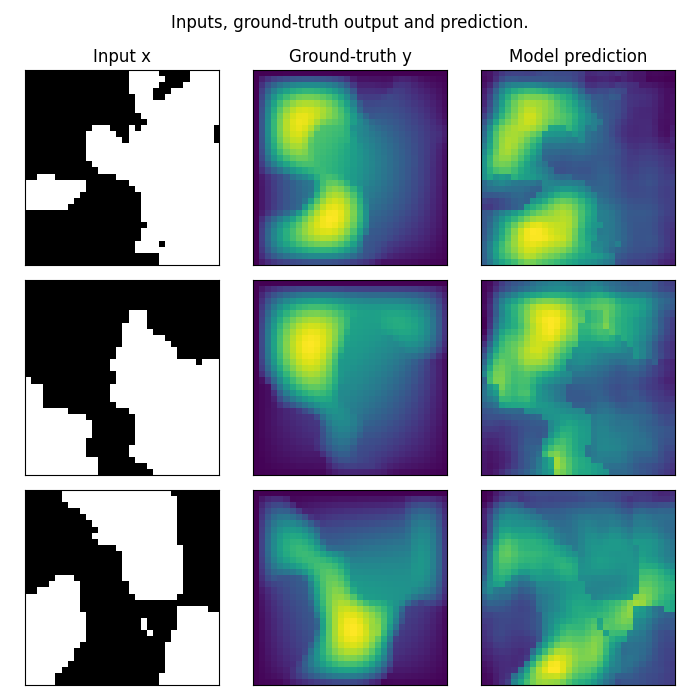 Inputs, ground-truth output and prediction.
Input x
Ground-truth y
Model prediction